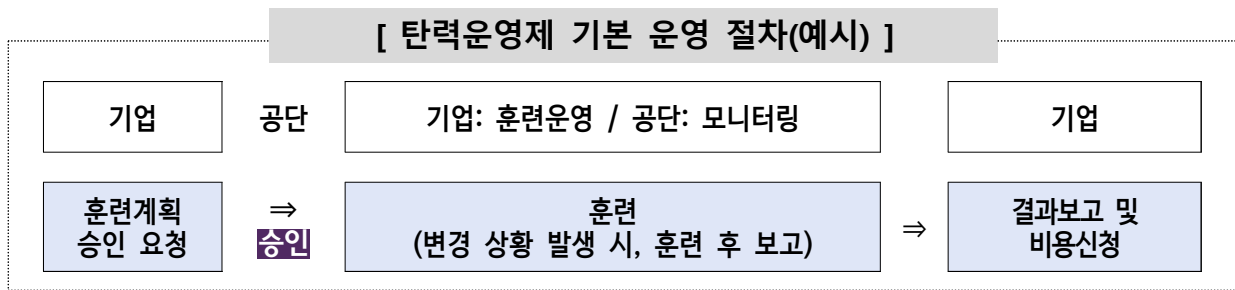 [ 탄력운영제 기본 운영 절차(예시) ]
기업 공단 기업: 훈련운영 / 공단: 모니터링 기업
훈련계획 ⇒ 훈련 결과보고 및
승인 요청 승인 (변경 상황 발생 시, 훈련 후 보고) ⇒ 비용신청